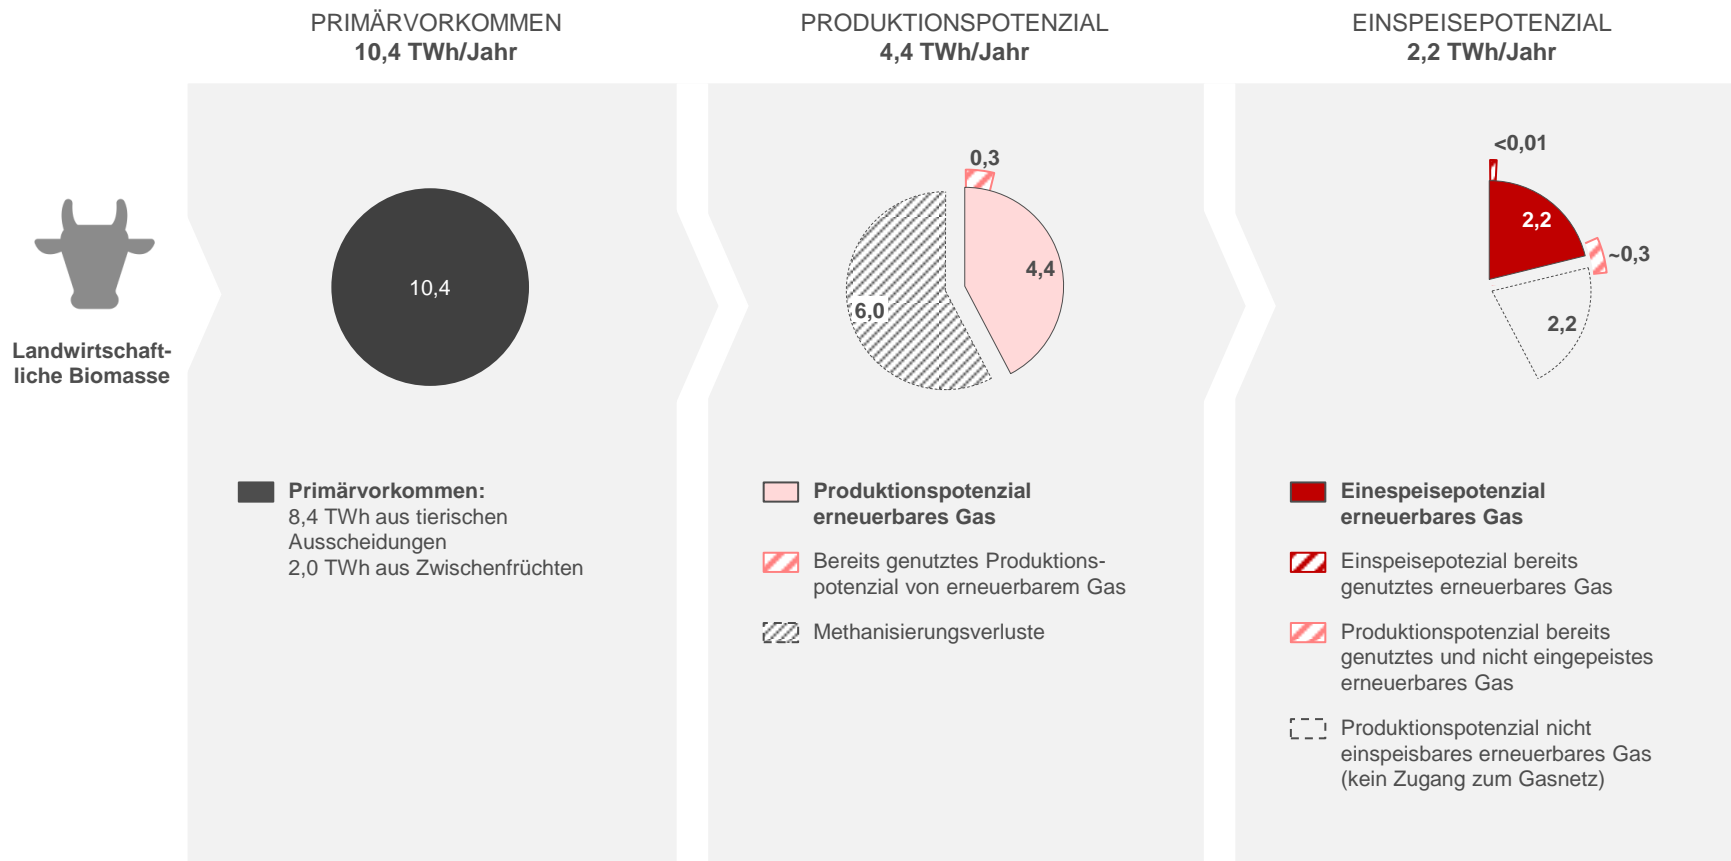 PRIMÄRVORKOMMEN
10,4 TWh/Jahr
PRODUKTIONSPOTENZIAL
4,4 TWh/Jahr
EINSPEISEPOTENZIAL
2,2 TWh/Jahr
Landwirtschaft-
liche Biomasse
10,4
0,3
4,4
6,0
<0,01
2,2
~0,3
2,2
Primärvorkommen:
8,4 TWh aus tierischen
Ausscheidungen
2,0 TWh aus Zwischenfrüchten
Produktionspotenzial
erneuerbares Gas
Bereits genutztes Produktions-
potenzial von erneuerbarem Gas
Methanisierungsverluste
Einespeisepotenzial
erneuerbares Gas
Einspeisepotezial bereits
genutztes erneuerbares Gas
Produktionspotenzial bereits
genutztes und nicht eingepeistes
erneuerbares Gas
Produktionspotenzial nicht
einspeisbares erneuerbares Gas
(kein Zugang zum Gasnetz)